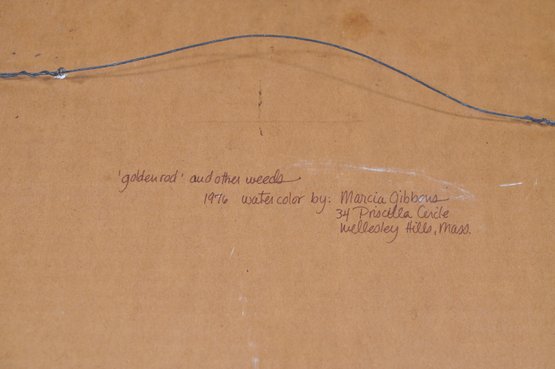 'goldenrod' and other weeds
1976 watercolor by: Marcia Gibbons
34 Priscilla Circle
Wellesley Hills, Mass.